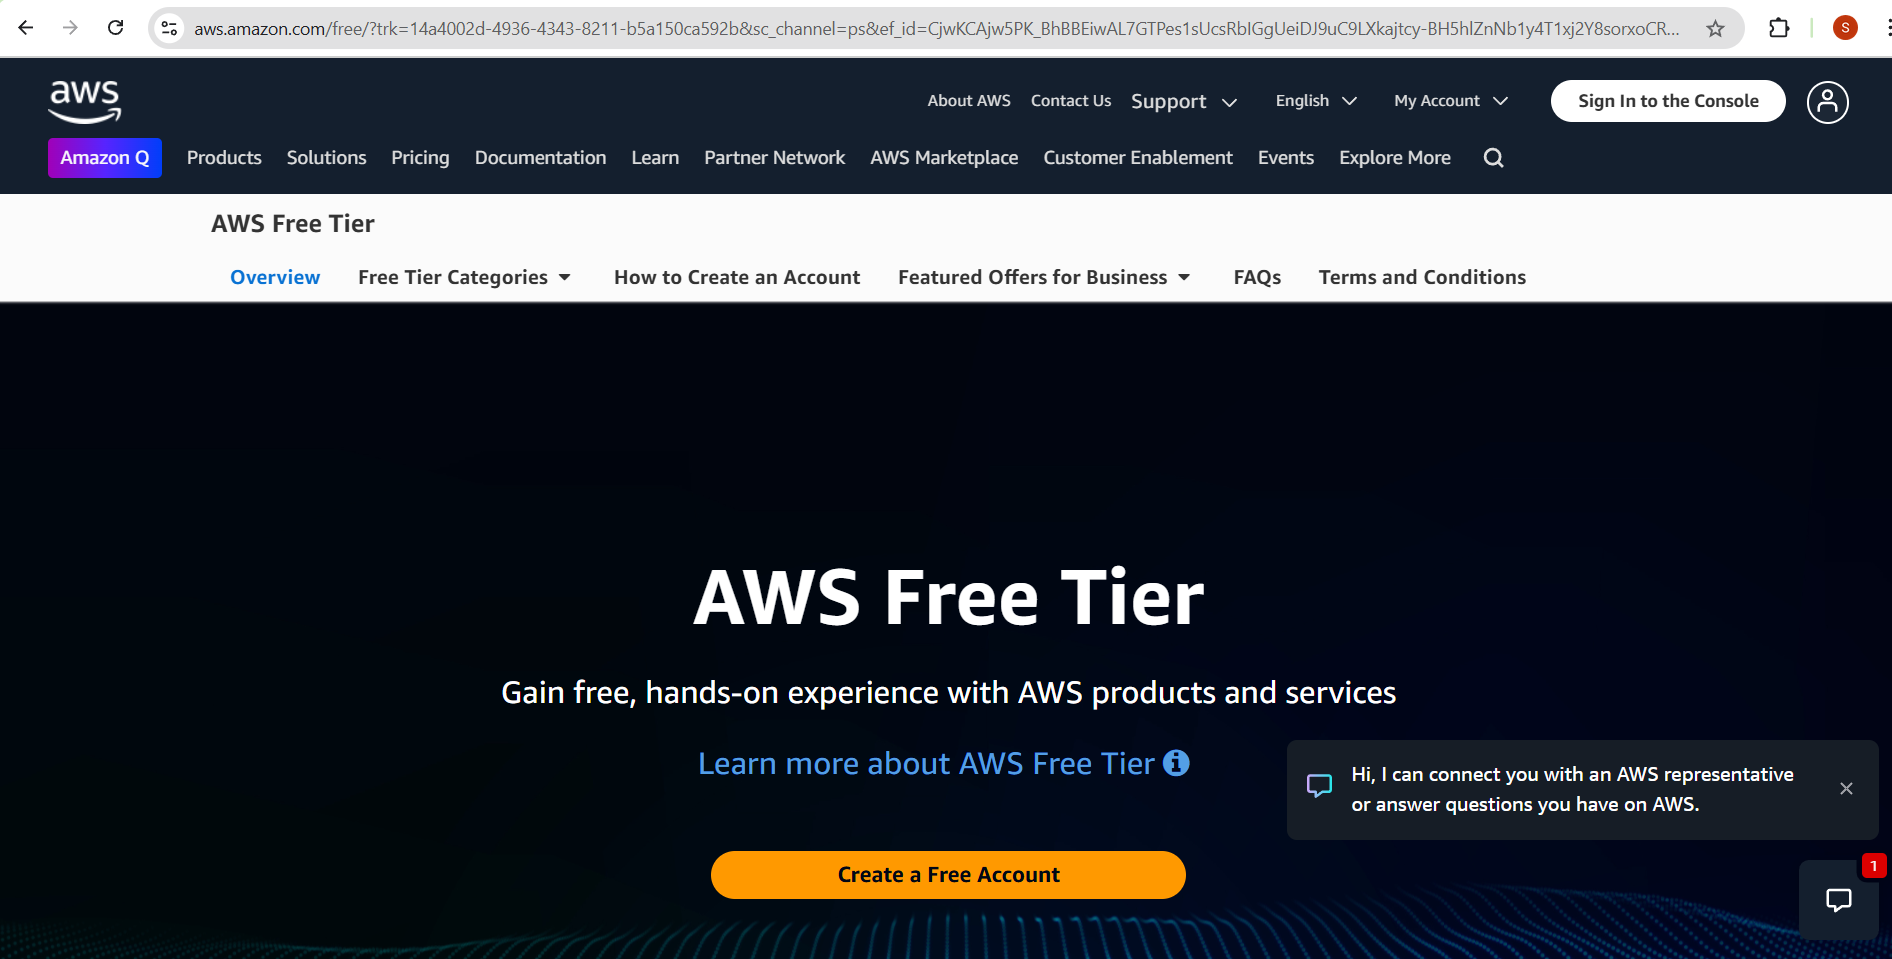 aws.amazon.com/free/?trk=14a4002d-4936-4343-8211-b5a150ca592b&sc_channel=ps&ef_id=CjwKCAjw5PK_BhBBEiwAL7GTPes1sUcsRbIGgUeiDJ9uC9LXkajtcy-BH5hlZnNb1y4T1xj2Y8sorxoCR...
S
aws
About AWS Contact Us Support English My Account Sign In to the Console
Amazon Q Products Solutions Pricing Documentation Learn Partner Network AWS Marketplace Customer Enablement Events Explore More
AWS Free Tier
Overview Free Tier Categories How to Create an Account Featured Offers for Business FAQs Terms and Conditions
AWS Free Tier
Gain free, hands-on experience with AWS products and services
Learn more about AWS Free Tier
Hi, I can connect you with an AWS representative
or answer questions you have on AWS.
Create a Free Account
1